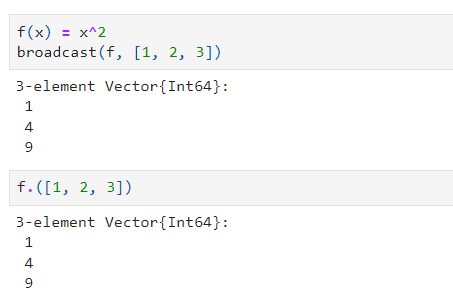 f(x) = x^2
broadcast(f, [1, 2, 3])
3-element Vector{Int64}:
1
4
9
f.([1, 2, 3])
3-element Vector{Int64}:
1
4
9